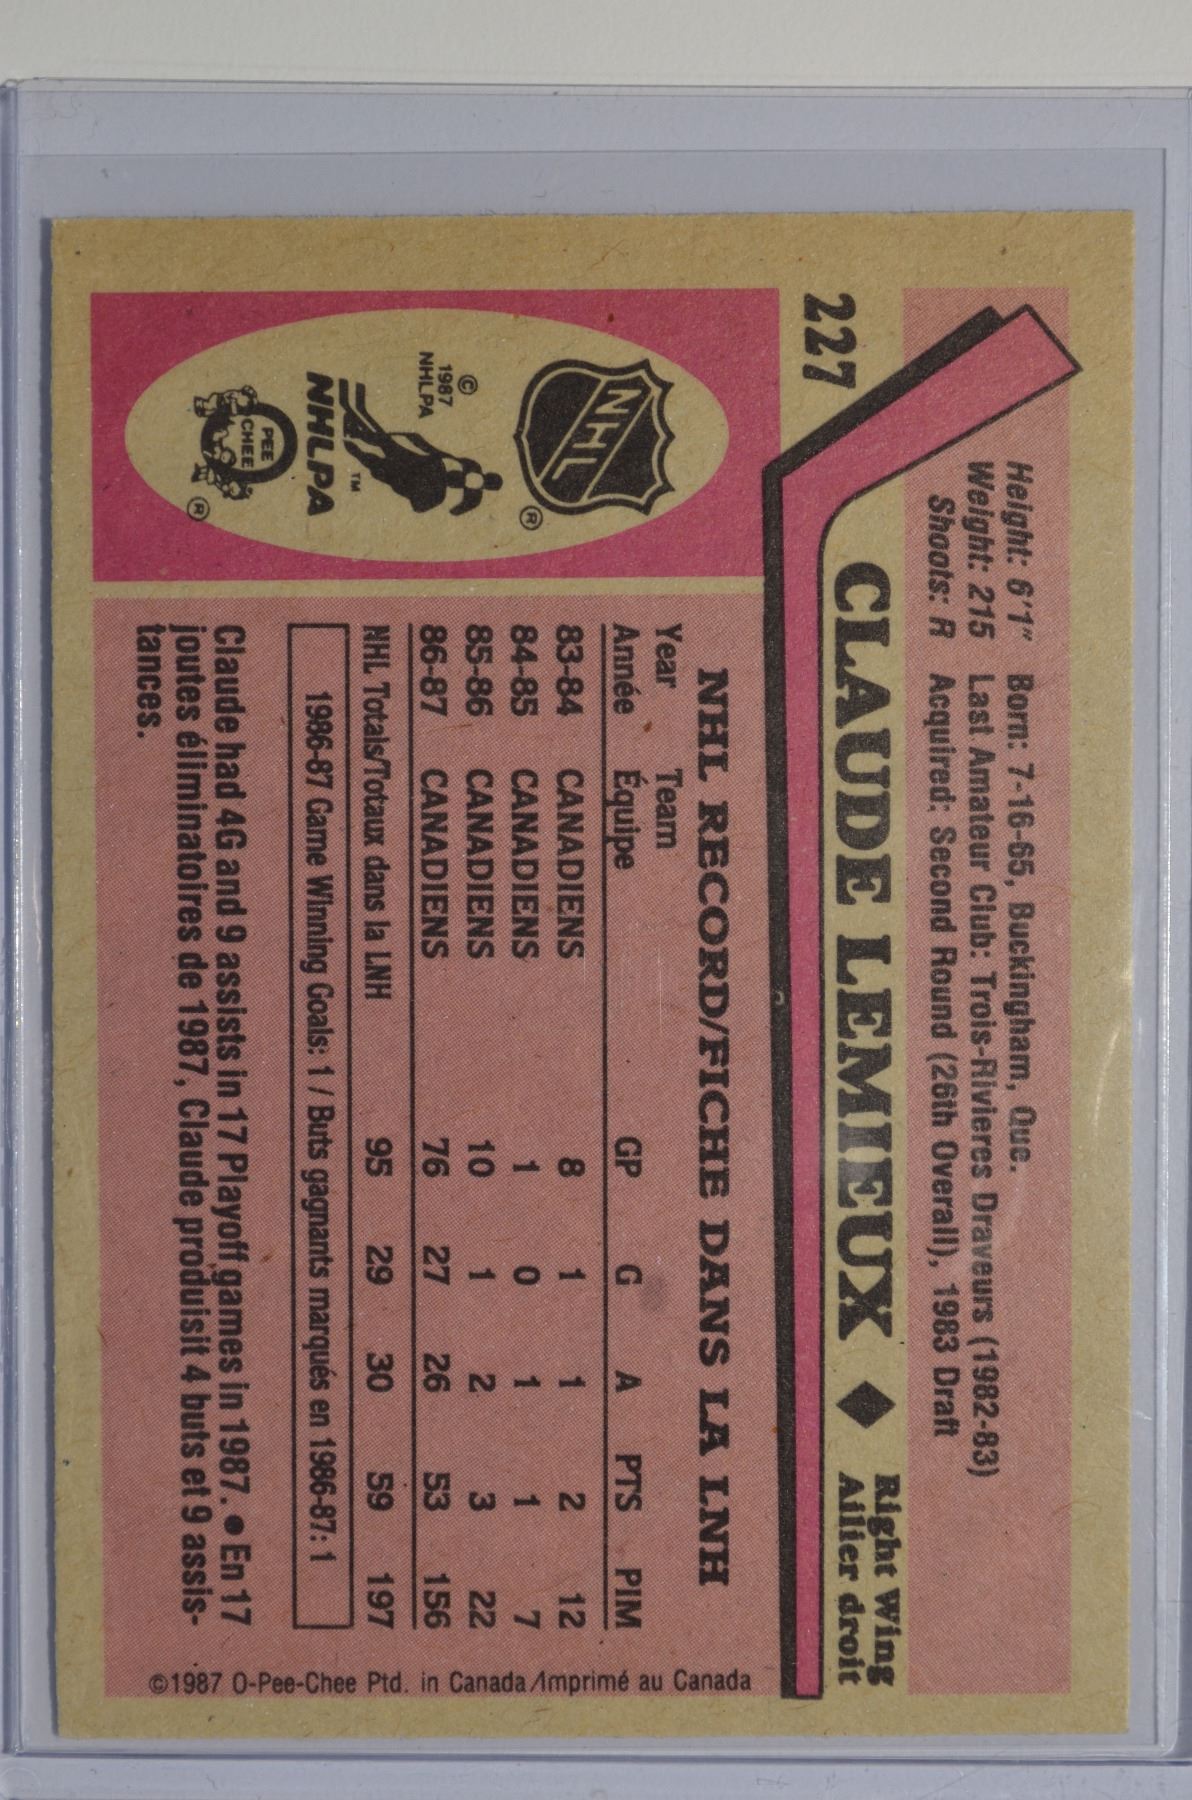 227
Height: 6'1" Born: 7-16-65, Buckingham, Que.
Weight: 215 Last Amateur Club: Trois-Rivieres Draveurs (1982-83)
Shoots: R Acquired: Second Round (26th Overall), 1983 Draft
CLAUDE LEMIEUX ◆ Right Wing
Ailier droit
NHL
®
© 1987 NHLPA
NHLPA
™
O PEE CHEE
®
NHL RECORD/FICHE DANS LA LNH
Year Team
Année Équipe GP G A PTS PIM
83-84 CANADIENS 8 1 1 2 12
84-85 CANADIENS 1 0 1 1 7
85-86 CANADIENS 10 1 2 3 22
86-87 CANADIENS 76 27 26 53 156
NHL Totals/Totaux dans la LNH 95 29 30 59 197
1986-87 Game Winning Goals: 1 / Buts gagnants marqués en 1986-87: 1
Claude had 4G and 9 assists in 17 Playoff games in 1987. ● En 17
joutes éliminatoires de 1987, Claude produisit 4 buts et 9 assis-
tances.
©1987 O-Pee-Chee Ptd. in Canada/Imprimé au Canada